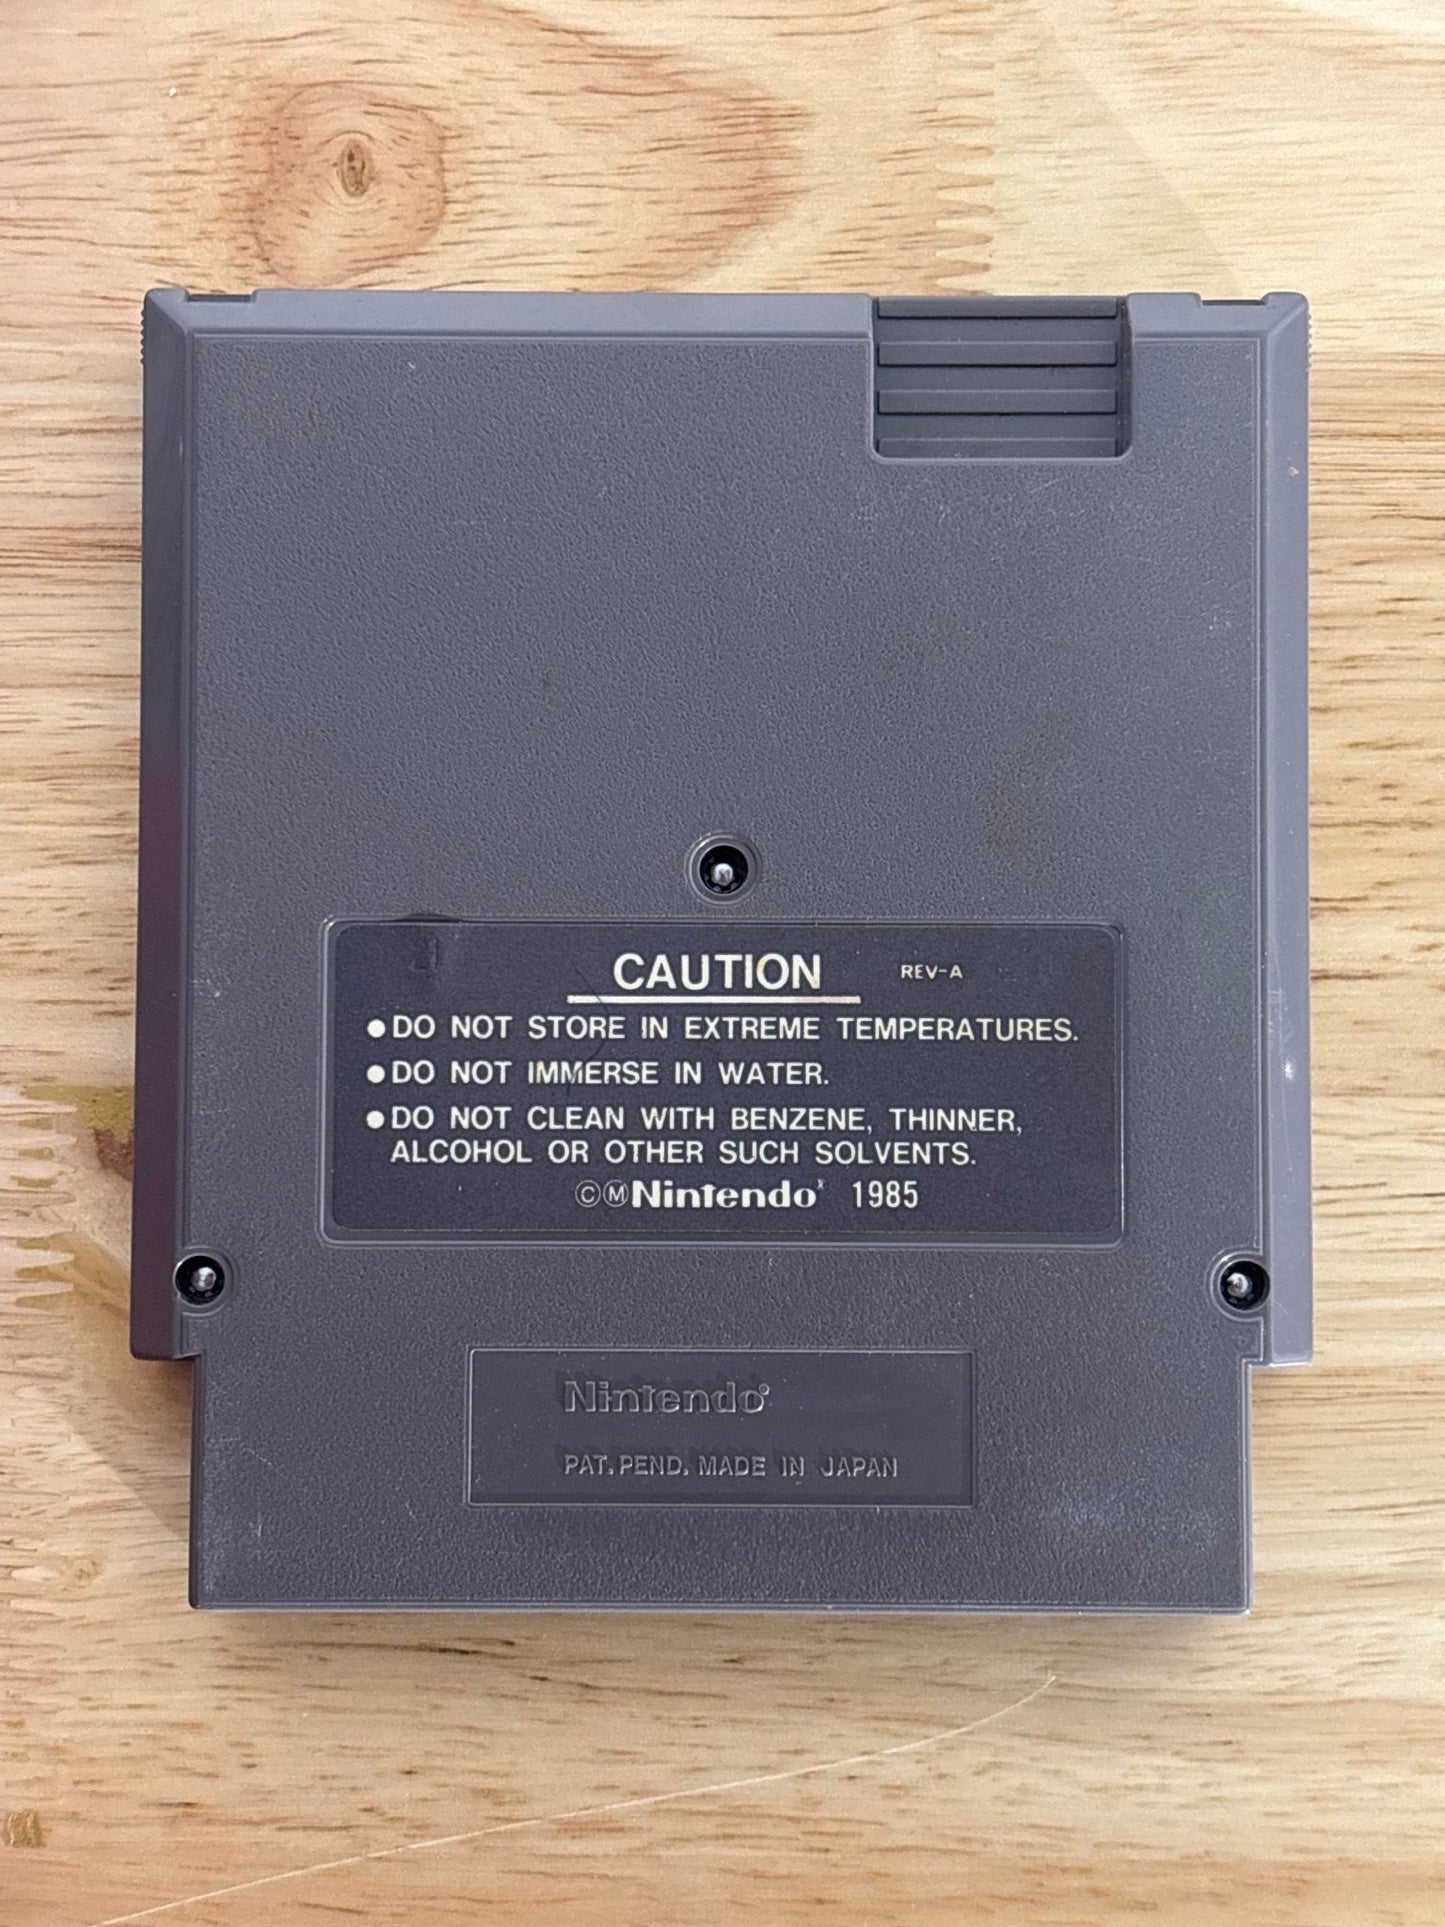 CAUTION REV-A
●DO NOT STORE IN EXTREME TEMPERATURES.
●DO NOT IMMERSE IN WATER.
●DO NOT CLEAN WITH BENZENE, THINNER,
ALCOHOL OR OTHER SUCH SOLVENTS.
ⒸⓂNintendo® 1985
Nintendo®
PAT. PEND. MADE IN JAPAN